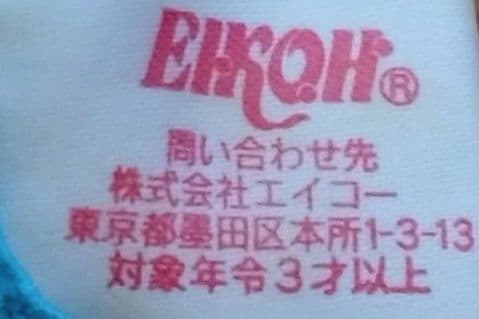 EIKOH®
問い合わせ先
株式会社エイコー
東京都墨田区本所1-3-13
対象年令3才以上